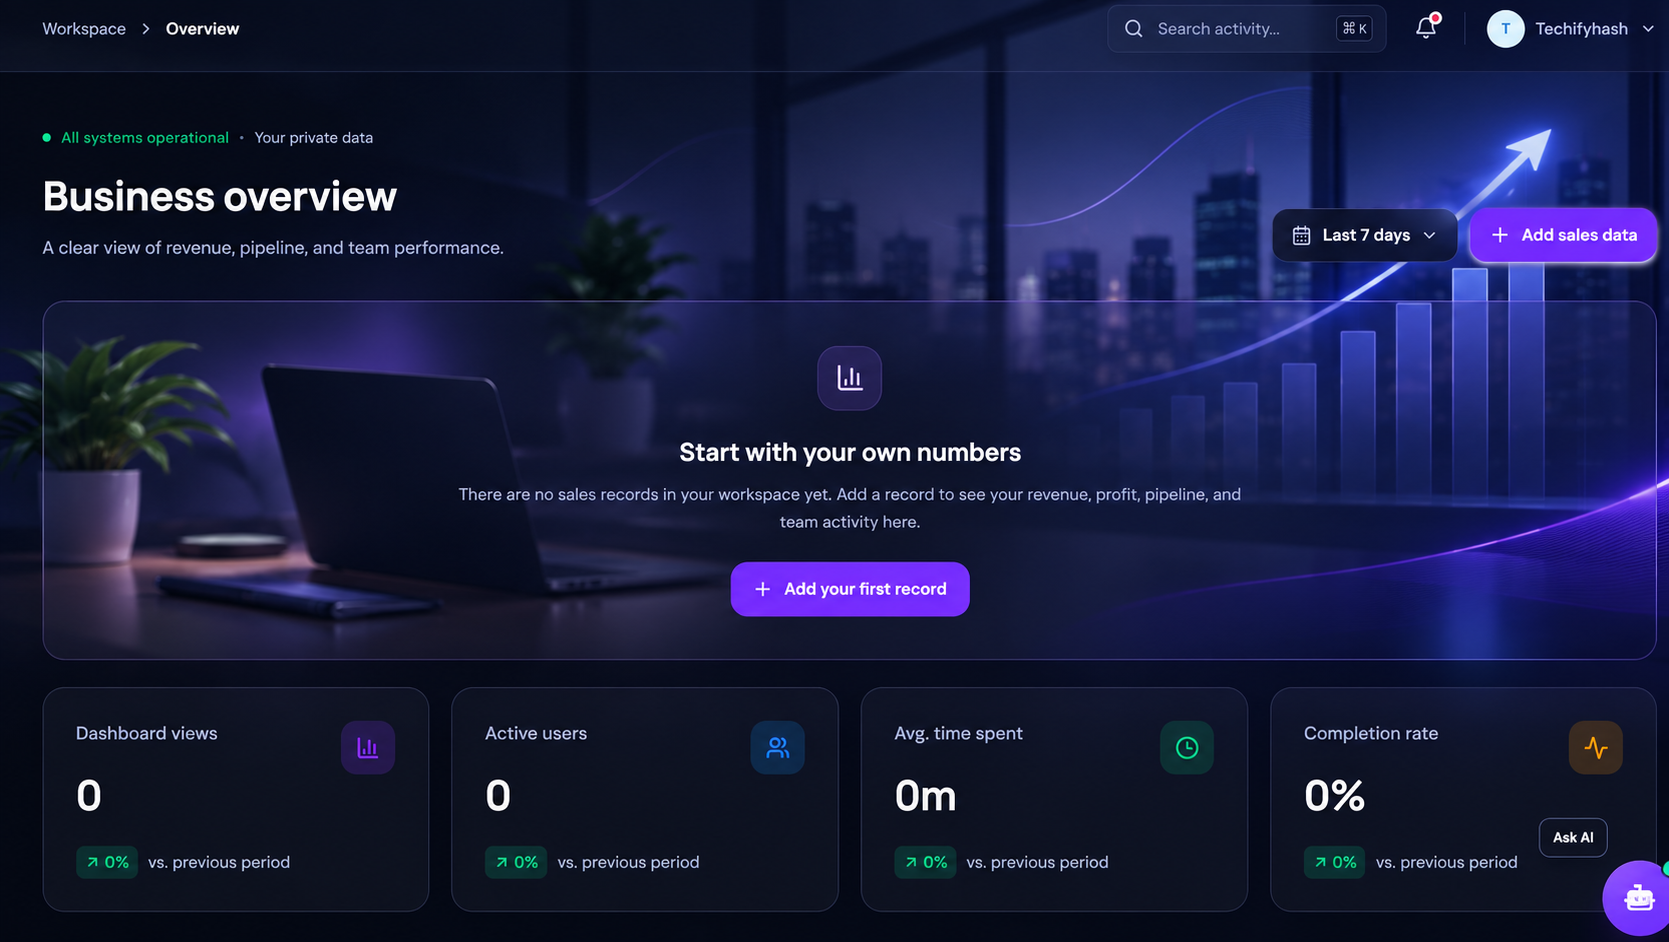 Workspace > Overview
Search activity...
⌘ K
T
Techifyhash
All systems operational • Your private data
Business overview
A clear view of revenue, pipeline, and team performance.
Last 7 days
+ Add sales data
Start with your own numbers
There are no sales records in your workspace yet. Add a record to see your revenue, profit, pipeline, and
team activity here.
+ Add your first record
Dashboard views
0
↗ 0% vs. previous period
Active users
0
↗ 0% vs. previous period
Avg. time spent
0m
↗ 0% vs. previous period
Completion rate
0%
↗ 0% vs. previous period
Ask AI